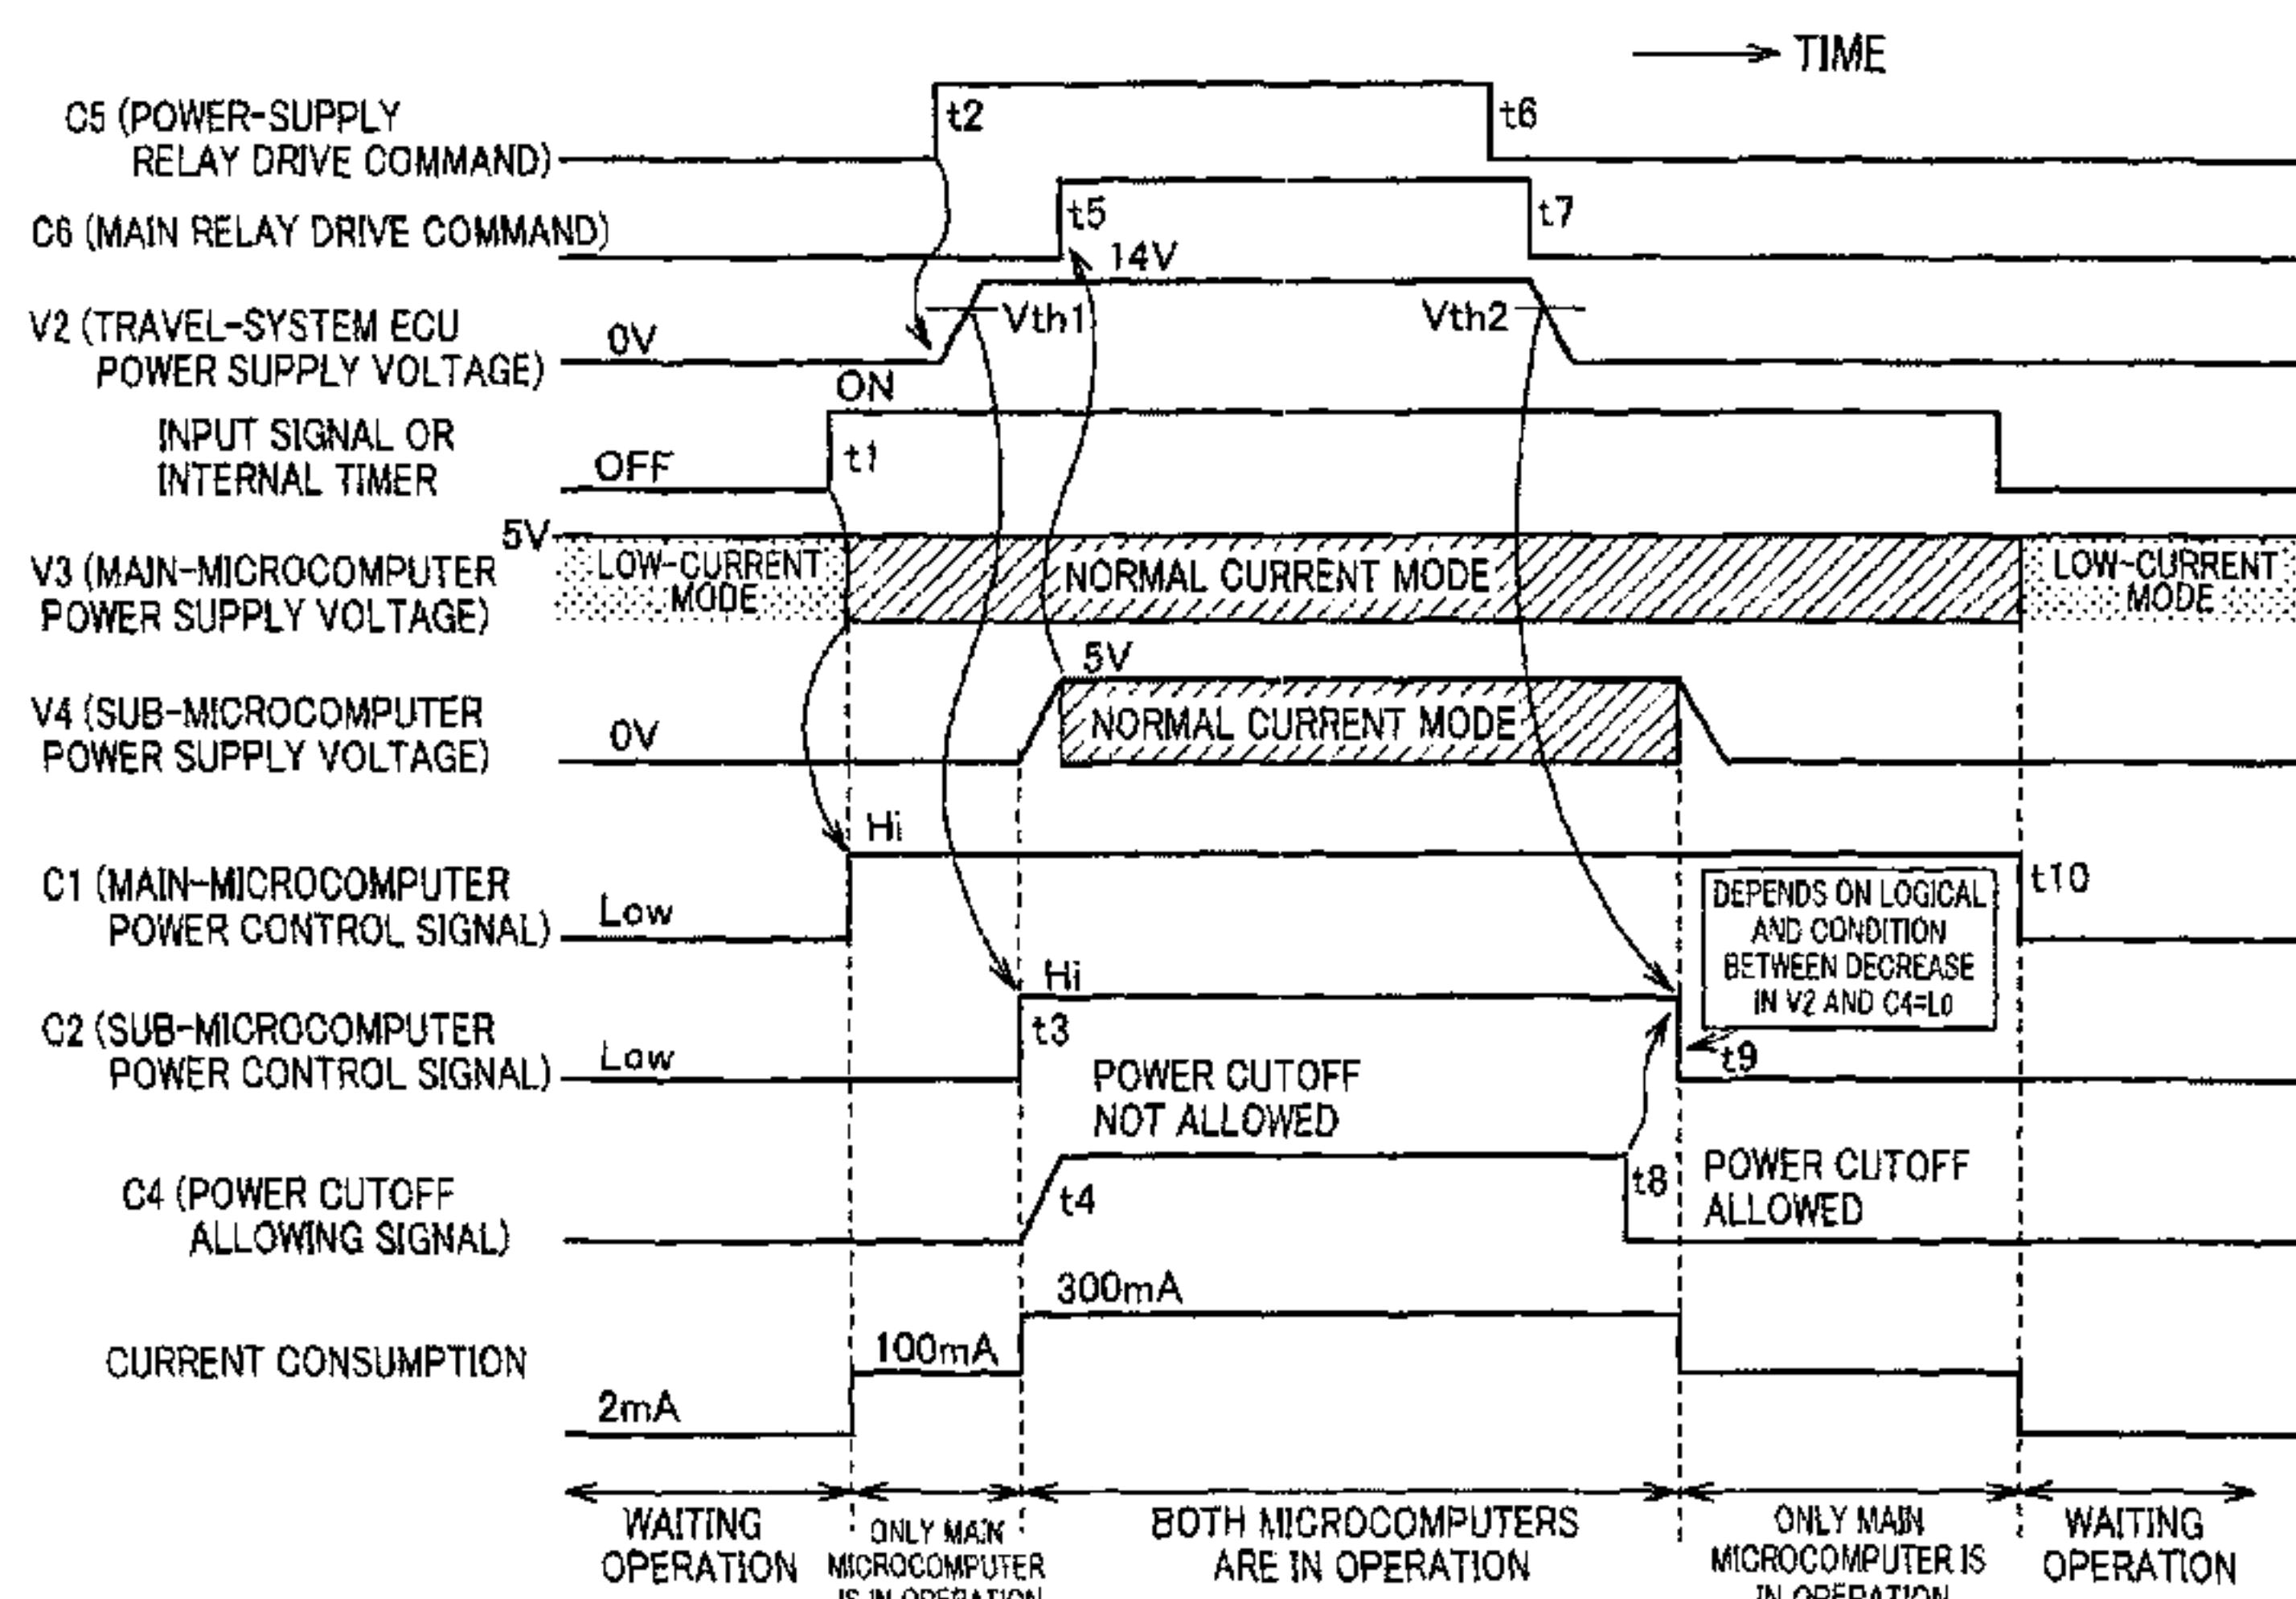 TIME
C5 (POWER-SUPPLY
RELAY DRIVE COMMAND)
t2
t6
C6 (MAIN RELAY DRIVE COMMAND)
t5
t7
14V
V2 (TRAVEL-SYSTEM ECU
POWER SUPPLY VOLTAGE)
0V
Vth1
Vth2
INPUT SIGNAL OR
INTERNAL TIMER
ON
OFF
t1
5V
V3 (MAIN-MICROCOMPUTER
POWER SUPPLY VOLTAGE)
LOW-CURRENT
MODE
NORMAL CURRENT MODE
LOW-CURRENT
MODE
5V
V4 (SUB-MICROCOMPUTER
POWER SUPPLY VOLTAGE)
0V
NORMAL CURRENT MODE
Hi
C1 (MAIN-MICROCOMPUTER
POWER CONTROL SIGNAL)
Low
t10
DEPENDS ON LOGICAL
AND CONDITION
BETWEEN DECREASE
IN V2 AND C4=Lo
Hi
C2 (SUB-MICROCOMPUTER
POWER CONTROL SIGNAL)
Low
t3
t9
POWER CUTOFF
NOT ALLOWED
C4 (POWER CUTOFF
ALLOWING SIGNAL)
t4
t8
POWER CUTOFF
ALLOWED
300mA
CURRENT CONSUMPTION
100mA
2mA
WAITING
OPERATION
ONLY MAIN
MICROCOMPUTER
IS IN OPERATION
BOTH MICROCOMPUTERS
ARE IN OPERATION
ONLY MAIN
MICROCOMPUTER IS
IN OPERATION
WAITING
OPERATION